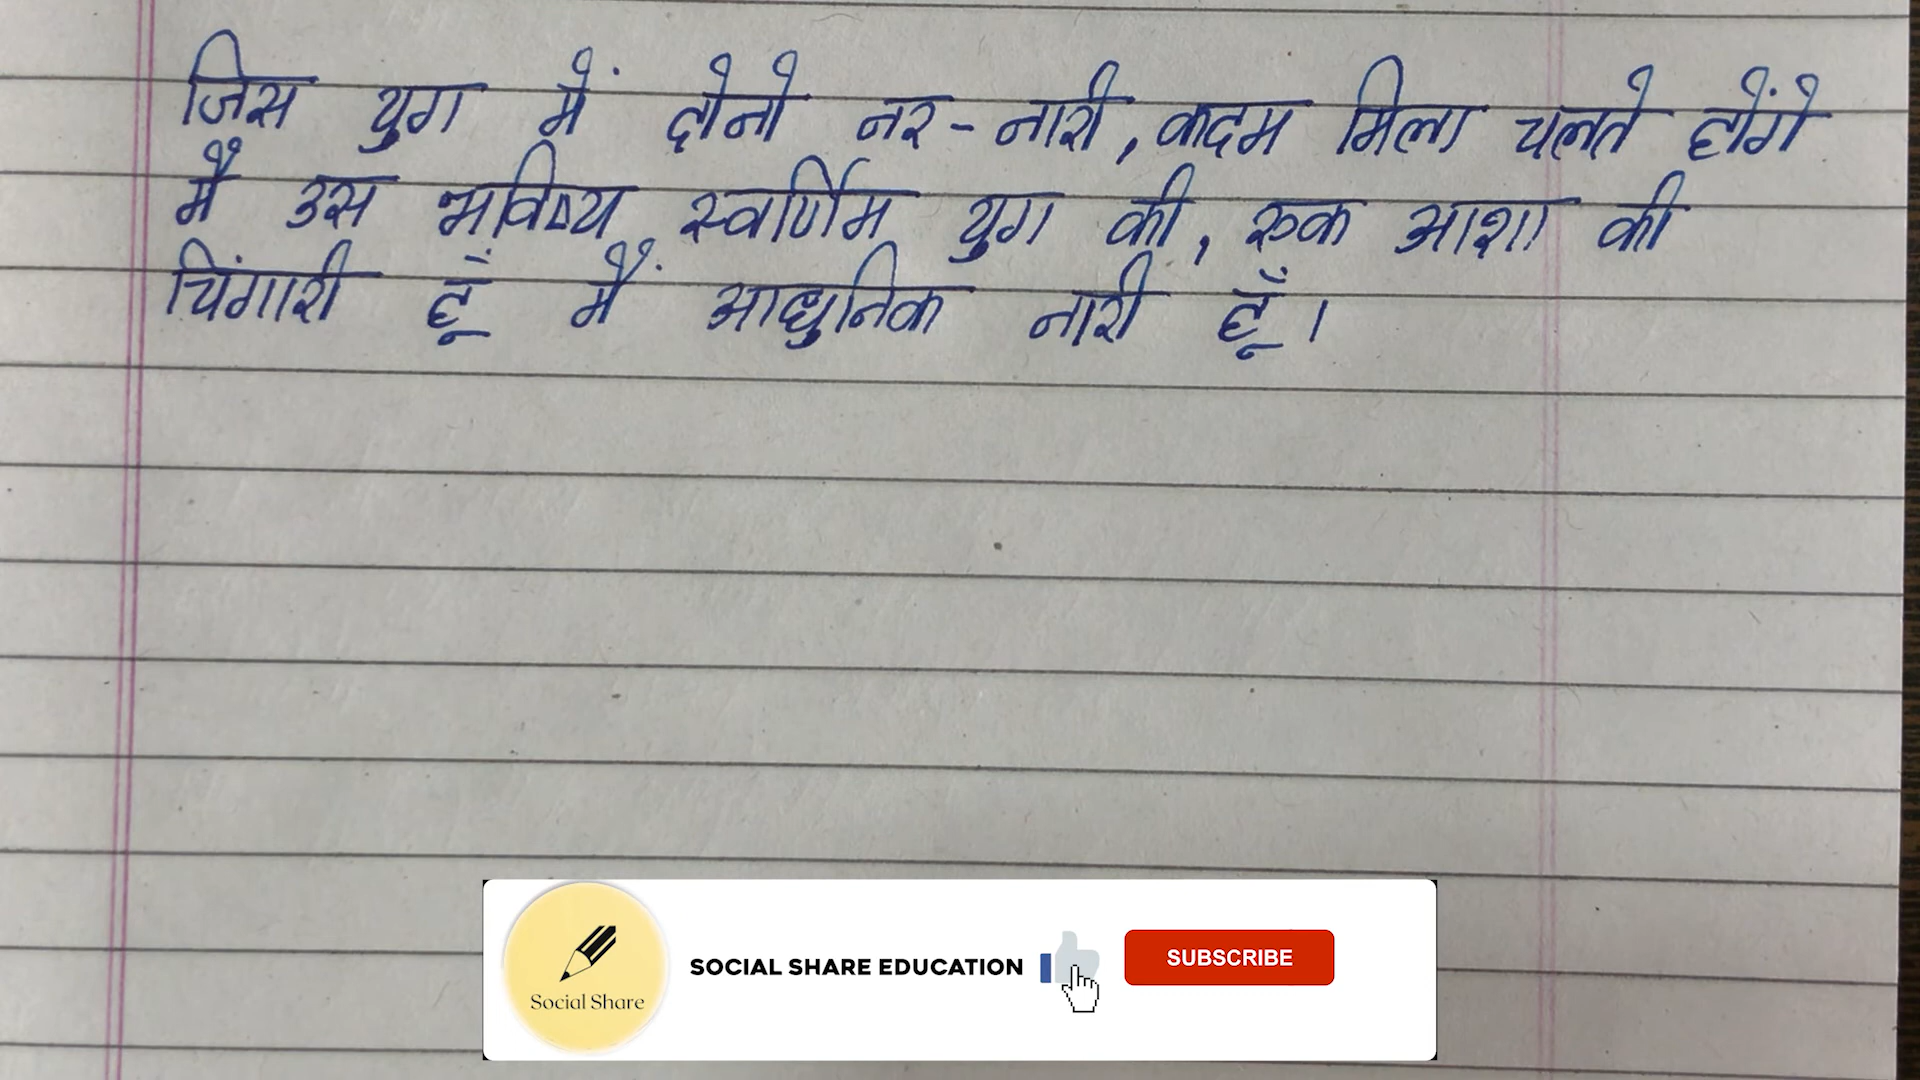 जिस युग में दोनो नर-नारी, कदम मिला चलते होंगे
मै उस भविष्य स्वर्णिम युग की, एक आशा की
चिंगारी हूँ मैं आधुनिक नारी हूँ।
SOCIAL SHARE EDUCATION
SUBSCRIBE
Social Share